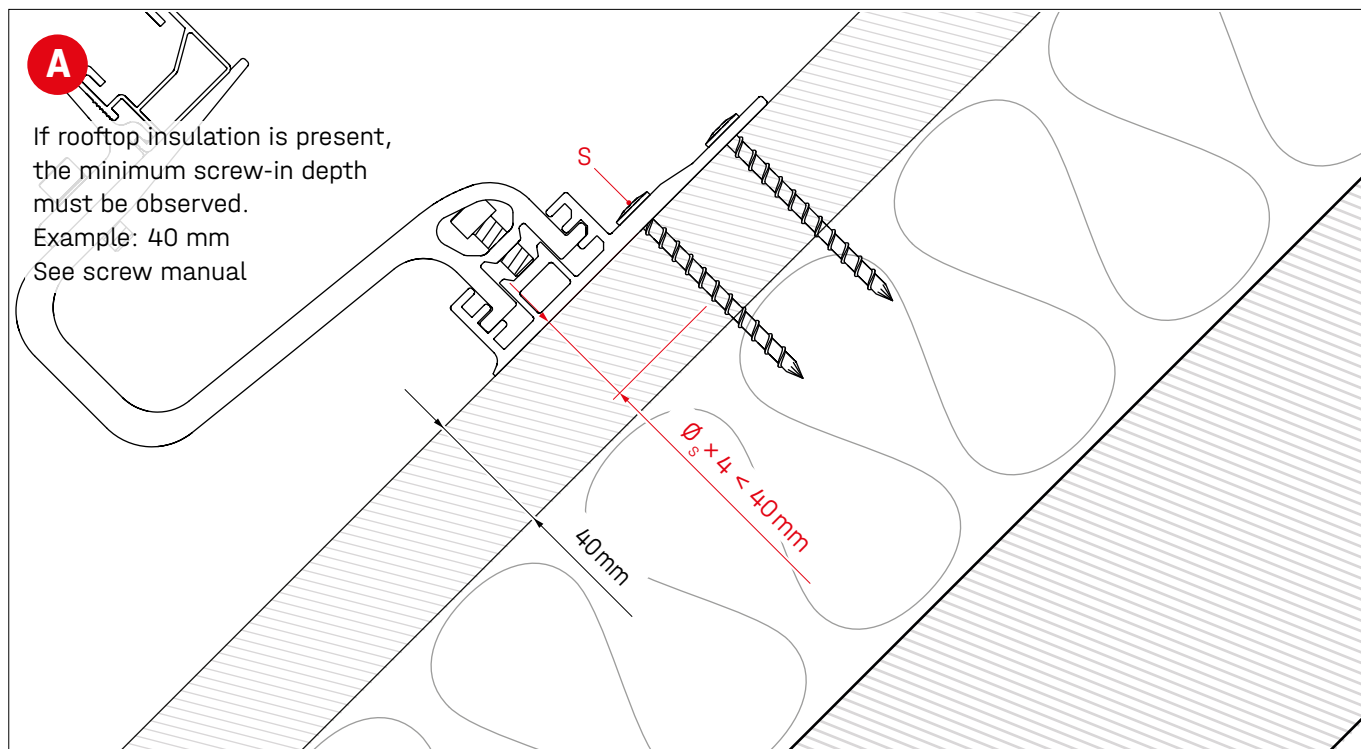 A
If rooftop insulation is present,
the minimum screw-in depth
must be observed.
Example: 40 mm
See screw manual
S
Ø_S × 4 < 40mm
40mm